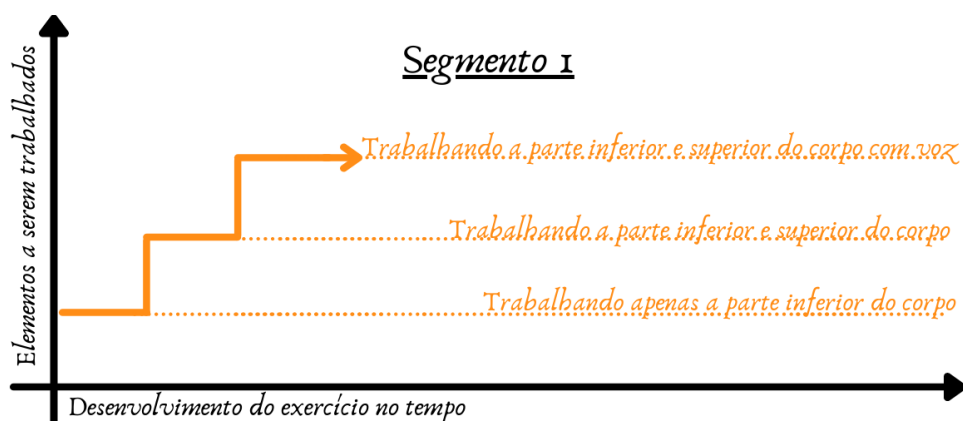 Segmento 1
Elementos a serem trabalhados
Trabalhando a parte inferior e superior do corpo com voz
Trabalhando a parte inferior e superior do corpo
Trabalhando apenas a parte inferior do corpo
Desenvolvimento do exercício no tempo